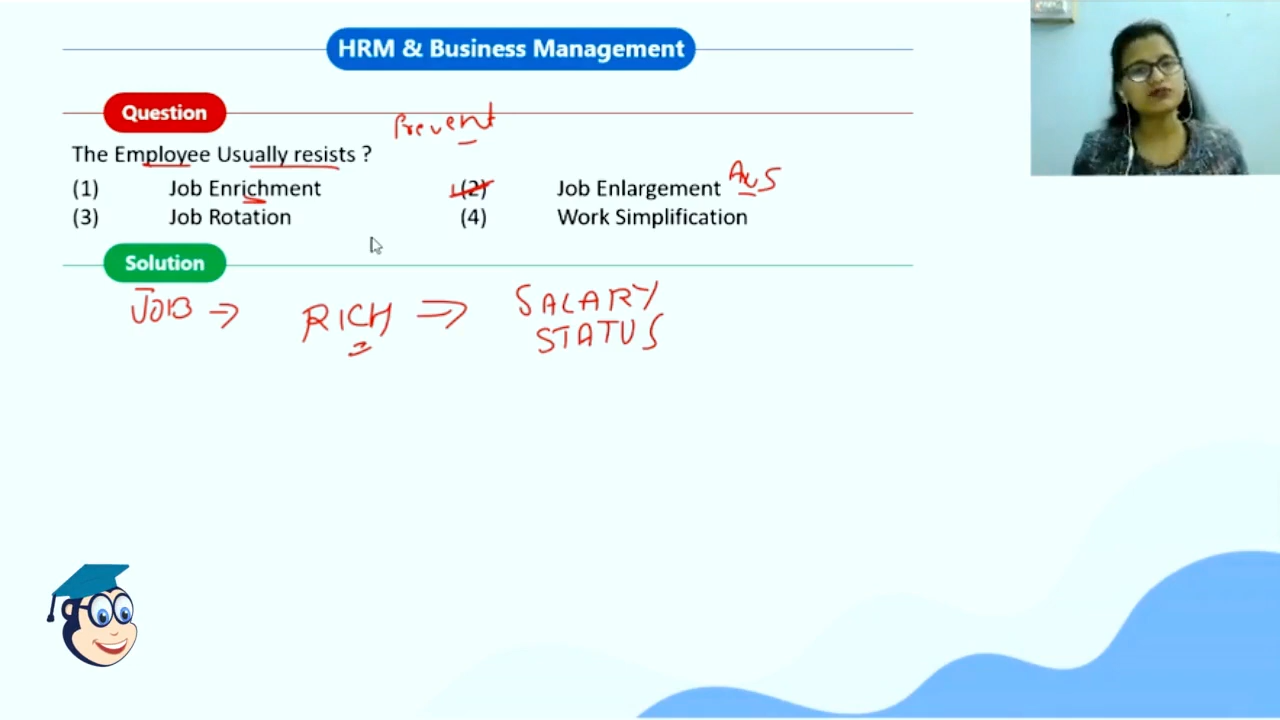 HRM & Business Management
Question
Prevent
The Employee Usually resists ?
(1) Job Enrichment (2) Job Enlargement Ans
(3) Job Rotation (4) Work Simplification
Solution
JOB → RICH ⇒ SALARY
STATUS